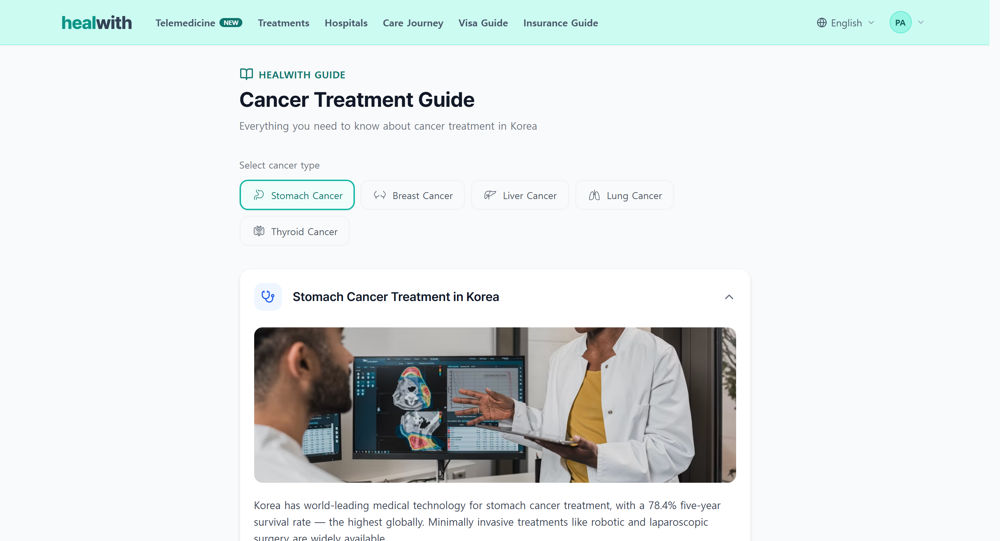 healwith
Telemedicine NEW
Treatments
Hospitals
Care Journey
Visa Guide
Insurance Guide
English
PA
HEALWITH GUIDE
Cancer Treatment Guide
Everything you need to know about cancer treatment in Korea
Select cancer type
Stomach Cancer
Breast Cancer
Liver Cancer
Lung Cancer
Thyroid Cancer
Stomach Cancer Treatment in Korea
ACCURAY
Korea has world-leading medical technology for stomach cancer treatment, with a 78.4% five-year
survival rate — the highest globally. Minimally invasive treatments like robotic and laparoscopic
surgery are widely available.